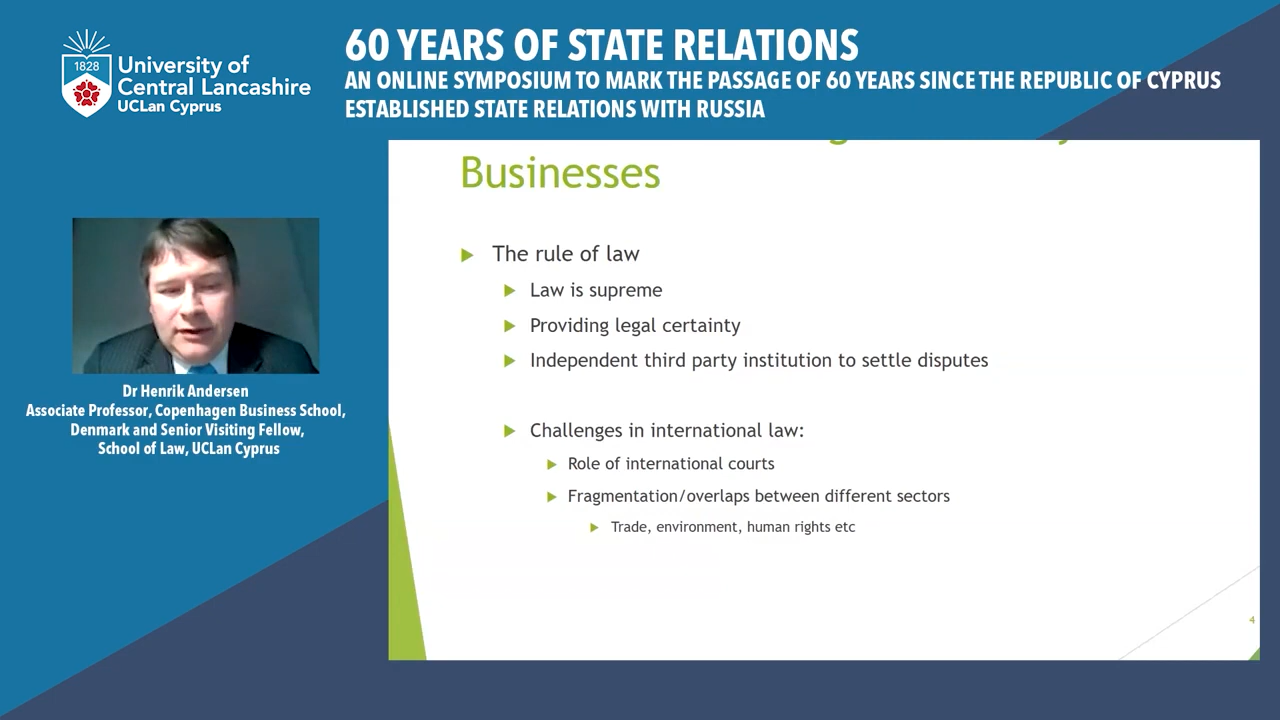 1828
University of
Central Lancashire
UCLan Cyprus
60 YEARS OF STATE RELATIONS
AN ONLINE SYMPOSIUM TO MARK THE PASSAGE OF 60 YEARS SINCE THE REPUBLIC OF CYPRUS
ESTABLISHED STATE RELATIONS WITH RUSSIA
Dr Henrik Andersen
Associate Professor, Copenhagen Business School,
Denmark and Senior Visiting Fellow,
School of Law, UCLan Cyprus
Businesses
The rule of law
Law is supreme
Providing legal certainty
Independent third party institution to settle disputes
Challenges in international law:
Role of international courts
Fragmentation/overlaps between different sectors
Trade, environment, human rights etc
4